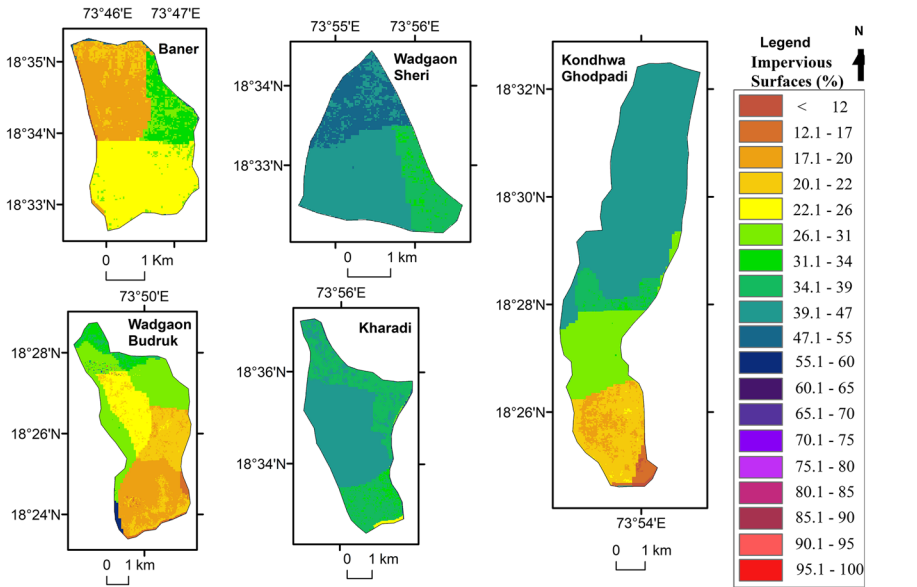 73°46'E 73°47'E
Baner
18°35'N
18°34'N
18°33'N
0 1 Km
73°55'E 73°56'E
Wadgaon
Sheri
18°34'N
18°33'N
0 1 km
Kondhwa
Ghodpadi
18°32'N
18°30'N
18°28'N
18°26'N
73°54'E
0 1 km
73°50'E
Wadgaon
Budruk
18°28'N
18°26'N
18°24'N
0 1 km
73°56'E
Kharadi
18°36'N
18°34'N
0 1 km
N
Legend
Impervious
Surfaces (%)
< 12
12.1 - 17
17.1 - 20
20.1 - 22
22.1 - 26
26.1 - 31
31.1 - 34
34.1 - 39
39.1 - 47
47.1 - 55
55.1 - 60
60.1 - 65
65.1 - 70
70.1 - 75
75.1 - 80
80.1 - 85
85.1 - 90
90.1 - 95
95.1 - 100